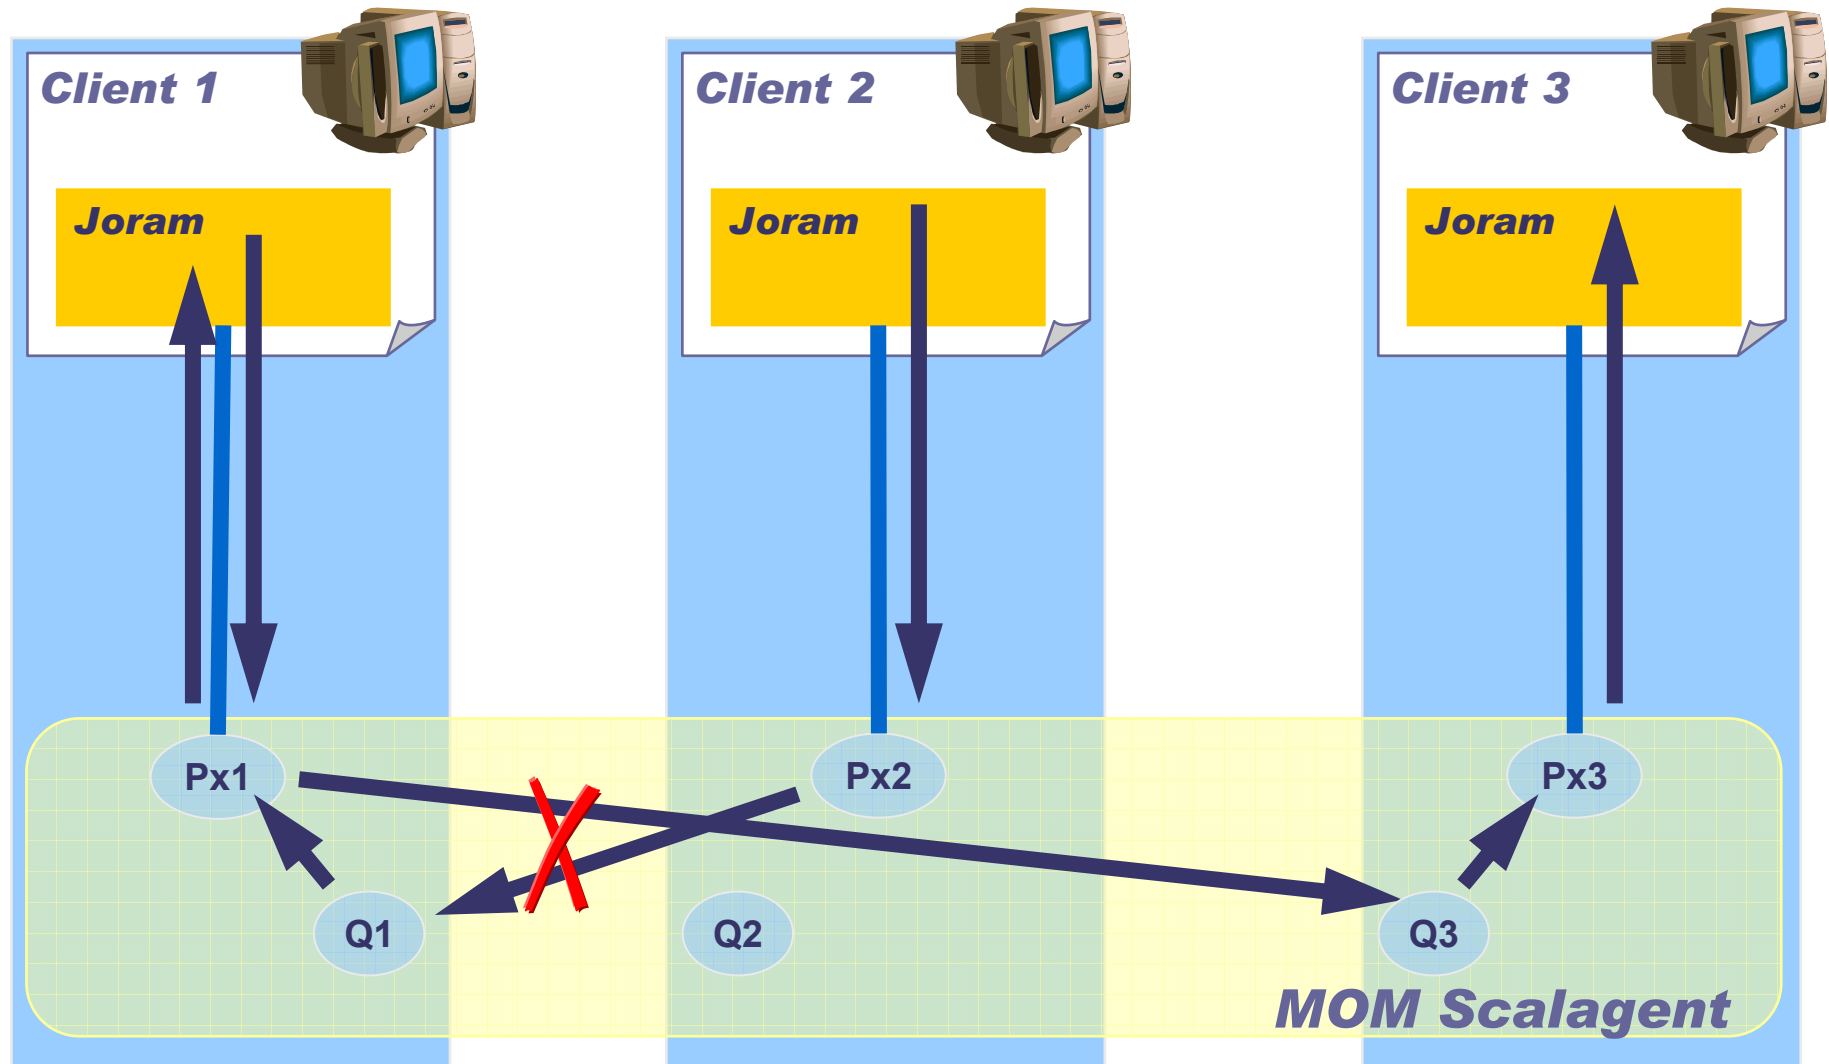 Client 1
Client 2
Client 3
Joram
Joram
Joram
Px1
Px2
Px3
Q1
Q2
Q3
MOM Scalagent